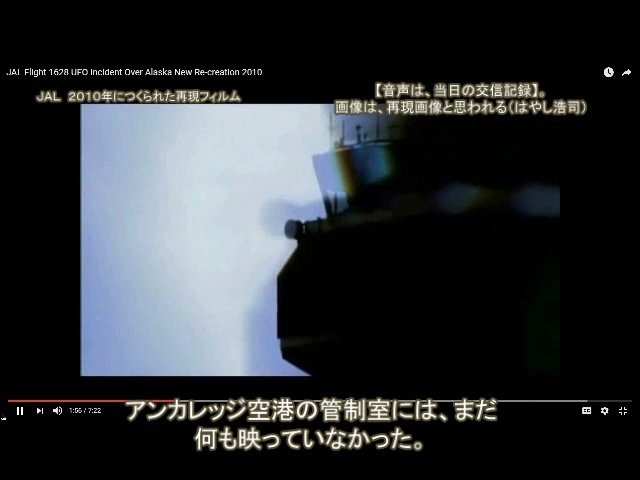 JAL Flight 1628 UFO Incident Over Alaska New Re-creation 2010
JAL 2010年につくられた再現フィルム
【音声は、当日の交信記録】。
画像は、再現画像と思われる(はやし浩司)
1:56 / 7:22
アンカレッジ空港の管制室には、まだ
何も映っていなかった。